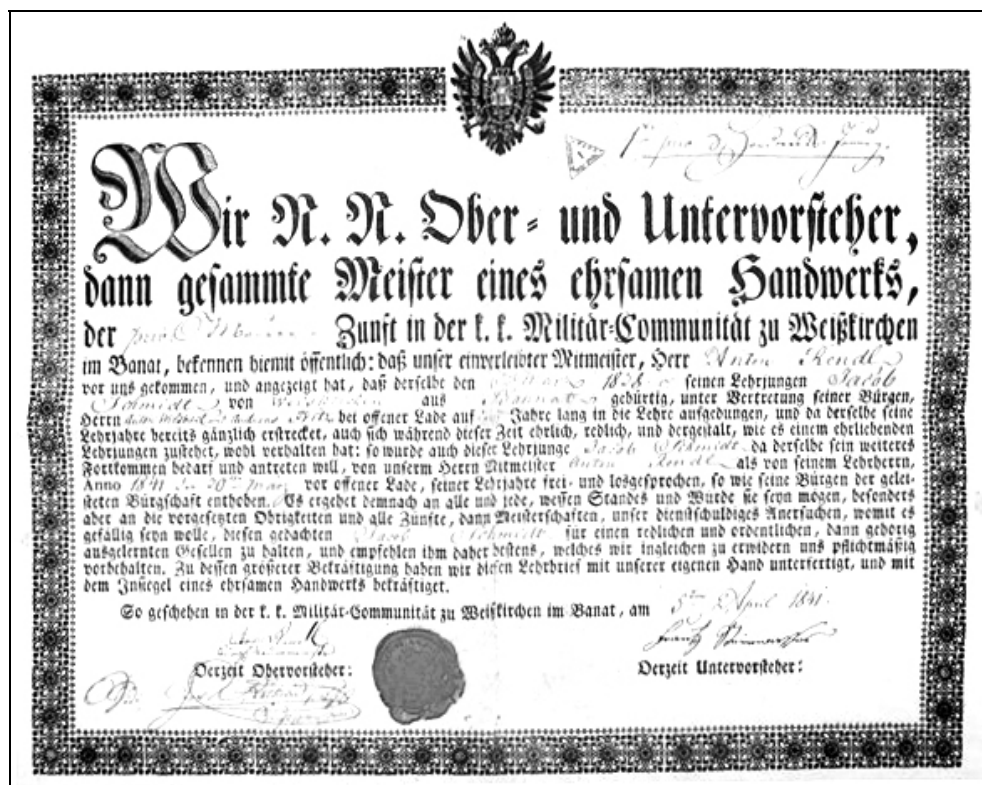 Wir N. N. Ober- und Untervorsteher,
dann gesammte Meister eines ehrsamen Handwerks,
der Zunft in der k. k. Militär-Communität zu Weißkirchen
im Banat, bekennen hiemit öffentlich: daß unser einverleibter Mitmeister, Herr Anton Rendl
vor uns gekommen, und angezeigt hat, daß derselbe den 1838 seinen Lehrjungen Jacob
Schmidt von aus Bannat gebürtig, unter Vertretung seiner Bürgen,
Herrn bei offener Lade auf Jahre lang in die Lehre aufgedungen, und da derselbe seine
Lehrjahre bereits gänzlich erstrecket, auch sich während dieser Zeit ehrlich, redlich, und dergestalt, wie es einem ehrliebenden
Lehrjungen zustehet, wohl verhalten hat: so wurde auch dieser Lehrjunge Jacob Schmidt da derselbe sein weiteres
Fortkommen bedarf und antreten will, von unserm Herrn Mitmeister Anton Rendl als von seinem Lehrherrn,
Anno 1841 vor offener Lade, seiner Lehrjahre frei- und losgesprochen, so wie seine Bürgen der gelei-
steten Bürgschaft enthoben. Es ergehet demnach an alle und jede, wessen Standes und Würde sie seyn mögen, besonders
aber an die vorgesetzten Obrigkeiten und alle Zünfte, dann Meisterschaften, unser dienstschuldiges Ansuchen, womit es
gefällig seyn wolle, diesen gedachten Jacob Schmidt für einen redlichen und ordentlichen, dann gehörig
ausgelernten Gesellen zu halten, und empfehlen ihm daher bestens, welches wir ingleichen zu erwidern uns pflichtmäßig
vorbehalten. Zu dessen größerer Bekräftigung haben wir diesen Lehrbrief mit unserer eigenen Hand unterfertigt, und mit
dem Insiegel eines ehrsamen Handwerks bekräftiget.
So geschehen in der k. k. Militär-Communität zu Weißkirchen im Banat, am 5ten April 1841.
Derzeit Obervorsteher: Derzeit Untervorsteher: